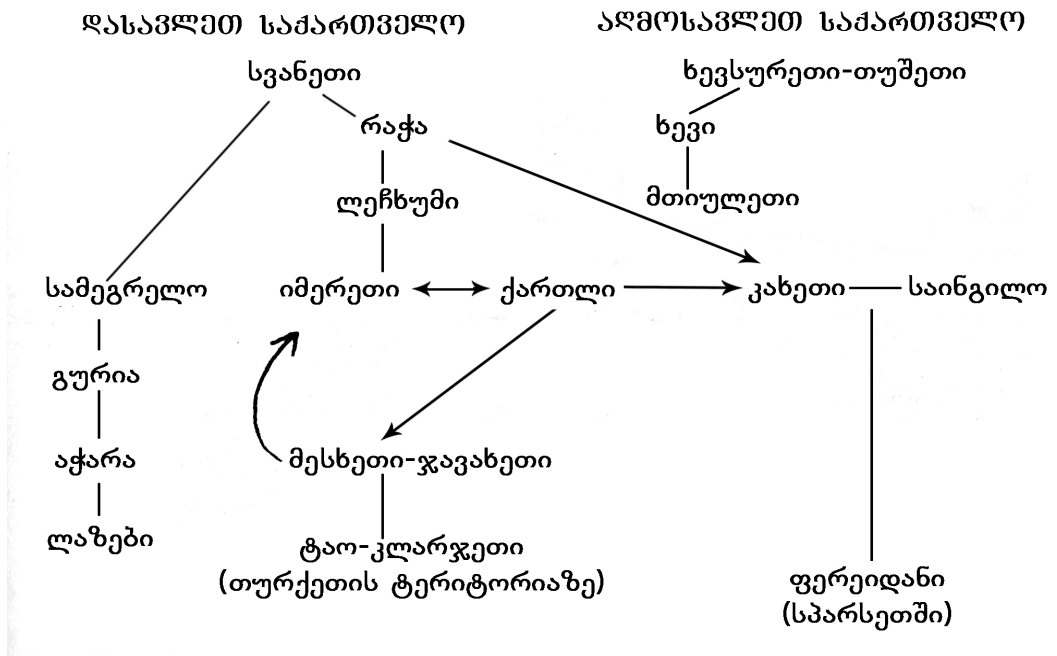 ᲓᲐᲡᲐᲕᲚᲔᲗ ᲡᲐᲥᲐᲠᲗᲕᲔᲚᲝ
ᲐᲦᲛᲝᲡᲐᲕᲚᲔᲗ ᲡᲐᲥᲐᲠᲗᲕᲔᲚᲝ
სვანეთი
ხევსურეთი-თუშეთი
რაჭა
ხევი
ლეჩხუმი
მთიულეთი
სამეგრელო
იმერეთი
ქართლი
კახეთი
საინგილო
გურია
აჭარა
მესხეთი-ჯავახეთი
ლაზები
ტაო-კლარჯეთი
(თურქეთის ტერიტორიაზე)
ფერეიდანი
(სპარსეთში)